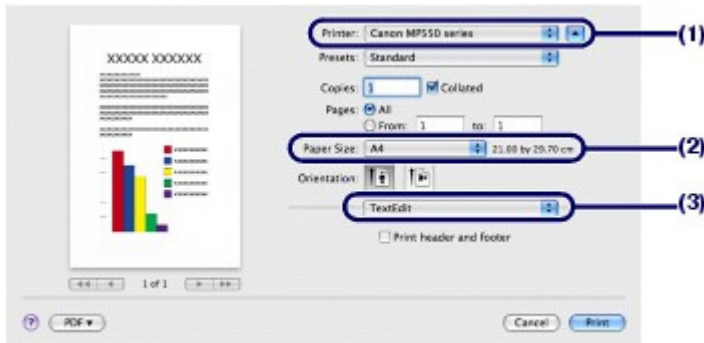 Printer: Canon MP550 series
(1)
Presets: Standard
XXXXX XXXXXX
Copies: 1 Collated
Pages: All
From: 1 to: 1
Paper Size: A4 21.00 by 29.70 cm
(2)
Orientation:
TextEdit
(3)
Print header and footer
1 of 1
? PDF Cancel Print